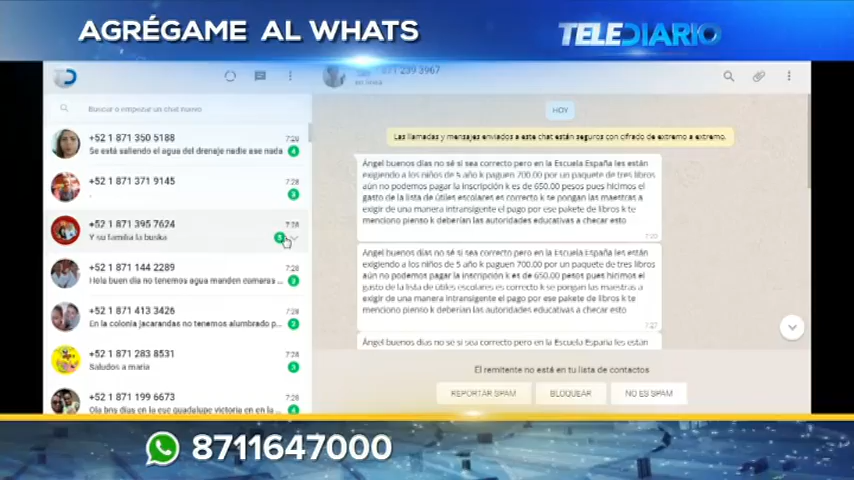 AGRÉGAME AL WHATS
TELEDIARIO
871 239 3967
Buscar o empezar un chat nuevo
HOY
Las llamadas y mensajes enviados a este chat están seguros con cifrado de extremo a extremo.
+52 1 871 350 5188
7:28
Se está saliendo el agua del drenaje nadie ase nada
4
+52 1 871 371 9145
7:28
.
3
+52 1 871 395 7624
7:28
Y su familia la buska
5
+52 1 871 144 2289
7:28
Hola buen día no tenemos agua manden camaras ...
2
+52 1 871 413 3426
7:28
En la colonia jacarandas no tenemos alumbrado p...
3
+52 1 871 283 8531
7:28
Saludos a maria
3
+52 1 871 199 6673
7:28
Ola bns dias en la esc guadalupe victoria en en la ...
4
Ángel buenos días no sé si sea correcto pero en la Escuela España les están
exigiendo a los niños de 5 año k paguen 700.00 por un paquete de tres libros
aún no podemos pagar la inscripción k es de 650.00 pesos pues hicimos el
gasto de la lista de útiles escolares es correcto k se pongan las maestras a
exigir de una manera intransigente el pago por ese pakete de libros k te
menciono pienso k deberían las autoridades educativas a checar esto
7:20
Ángel buenos días no sé si sea correcto pero en la Escuela España les están
exigiendo a los niños de 5 año k paguen 700.00 por un paquete de tres libros
aún no podemos pagar la inscripción k es de 650.00 pesos pues hicimos el
gasto de la lista de útiles escolares es correcto k se pongan las maestras a
exigir de una manera intransigente el pago por ese pakete de libros k te
menciono pienso k deberían las autoridades educativas a checar esto
7:27
Ángel buenos días no sé si sea correcto pero en la Escuela España les están
El remitente no está en tu lista de contactos
REPORTAR SPAM
BLOQUEAR
NO ES SPAM
8711647000